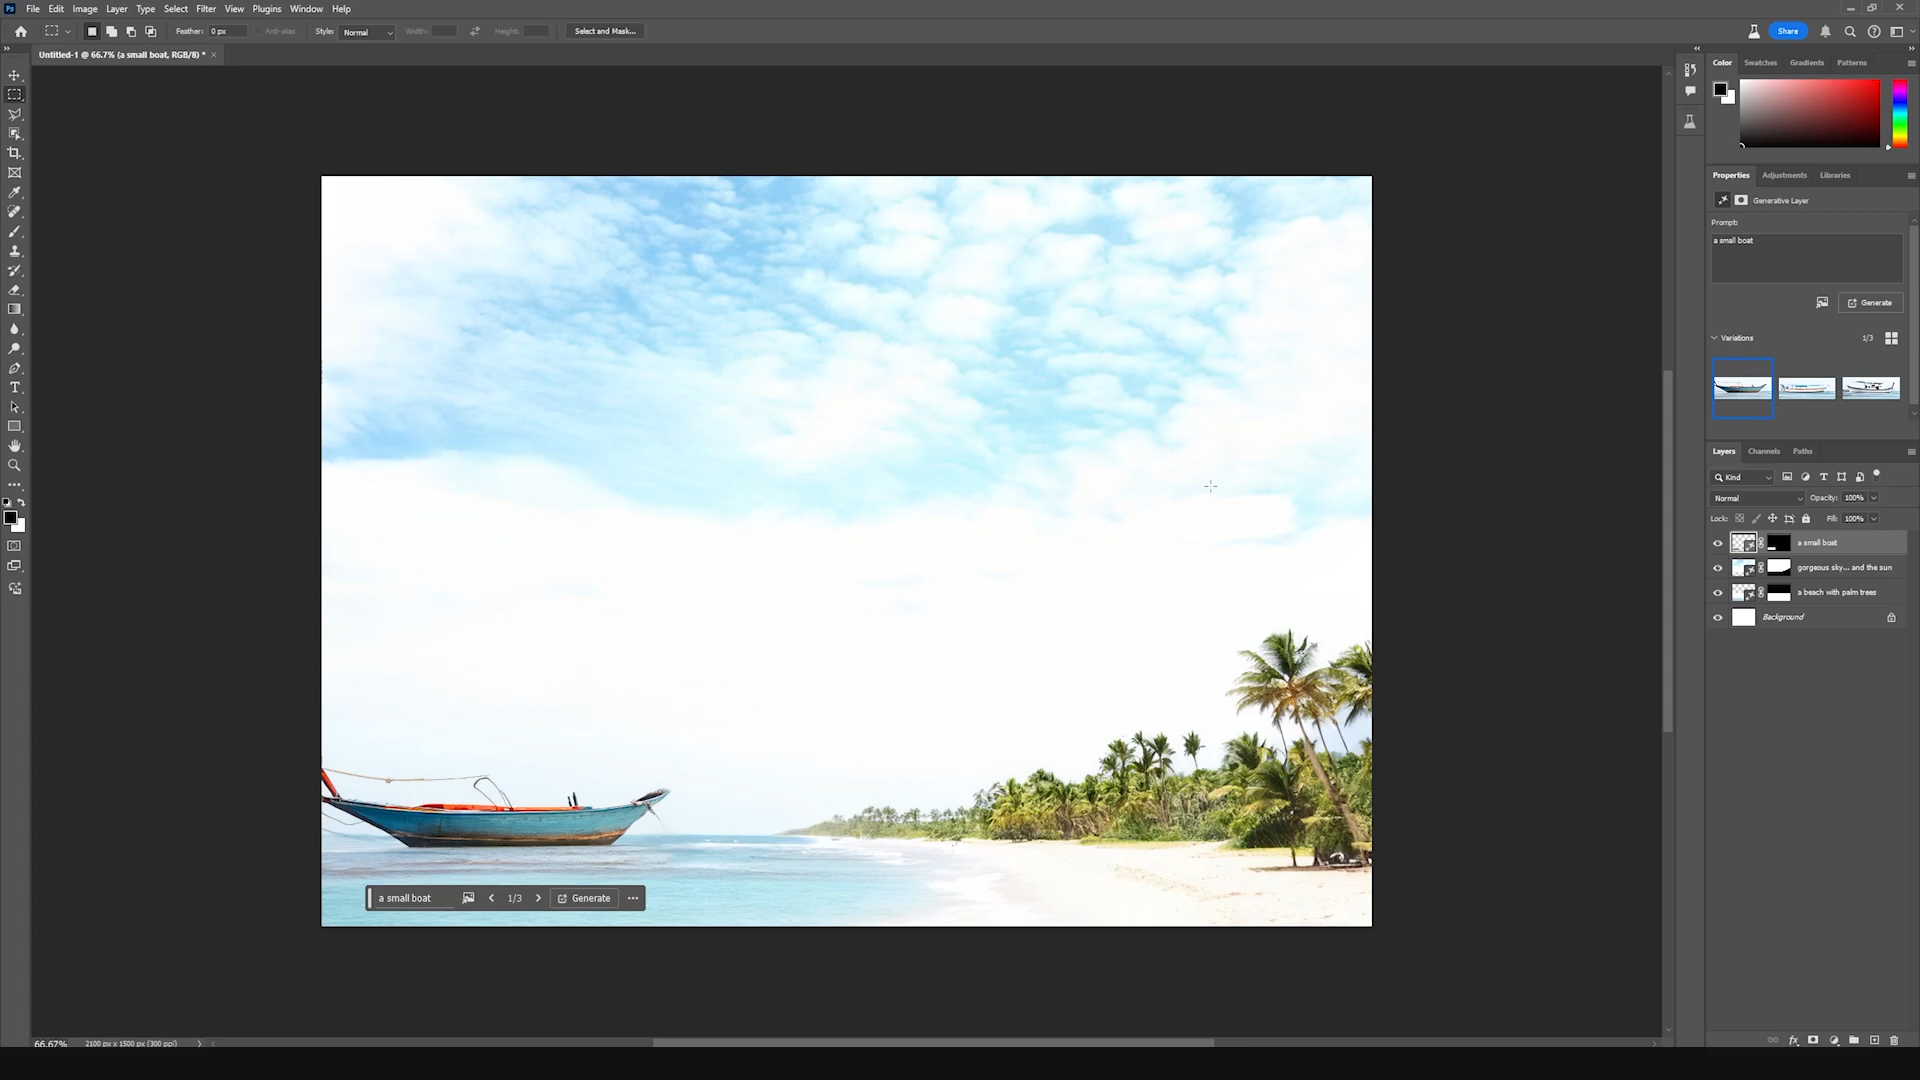 Ps File Edit Image Layer Type Select Filter View Plugins Window Help
Feather: 0 px Anti-alias Style: Normal Width: Height: Select and Mask... Share
Untitled-1 @ 66.7% (a small boat, RGB/8) *
Color Swatches Gradients Patterns
Properties Adjustments Libraries
Generative Layer
Prompt:
a small boat
Generate
Variations 1/3
Layers Channels Paths
Kind
Normal Opacity: 100%
Lock: Fill: 100%
a small boat
gorgeous sky... and the sun
a beach with palm trees
Background
a small boat 1/3 Generate
66.67% 2100 px x 1500 px (300 ppi)